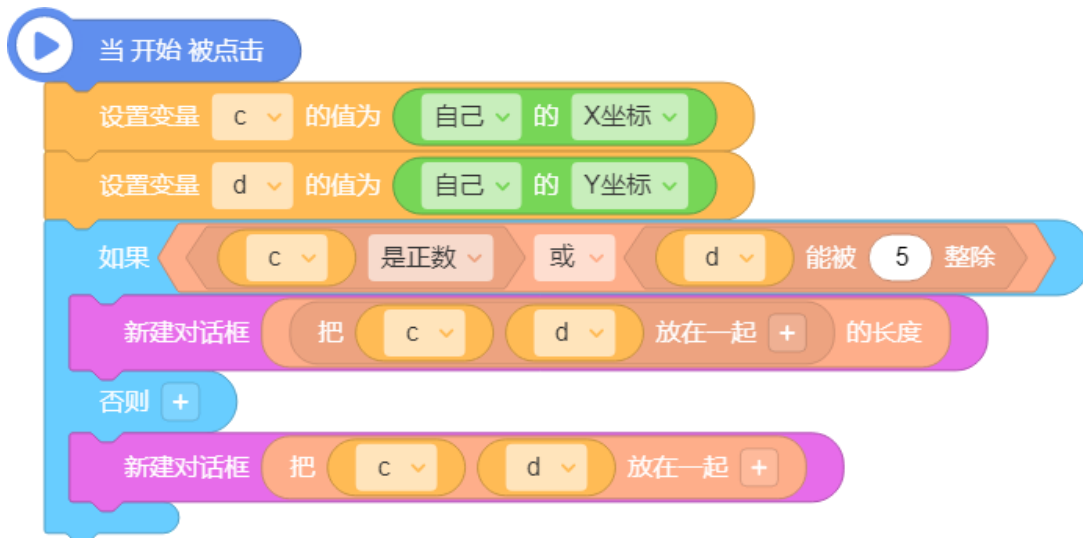 当 开始 被点击
设置变量 c 的值为 自己 的 X坐标
设置变量 d 的值为 自己 的 Y坐标
如果 c 是正数 或 d 能被 5 整除
新建对话框 把 c d 放在一起 + 的长度
否则 +
新建对话框 把 c d 放在一起 +